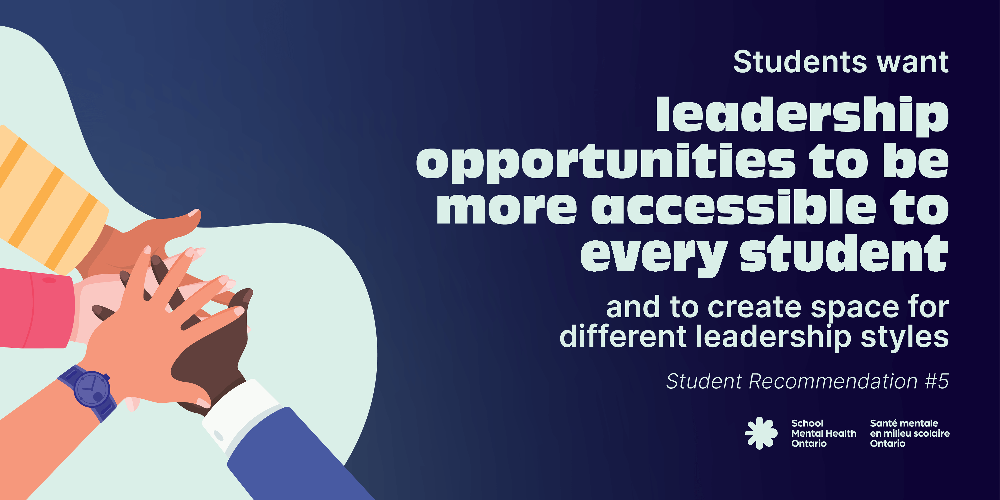 Students want
leadership
opportunities to be
more accessible to
every student
and to create space for
different leadership styles
Student Recommendation #5
School
Mental Health
Ontario
Santé mentale
en milieu scolaire
Ontario